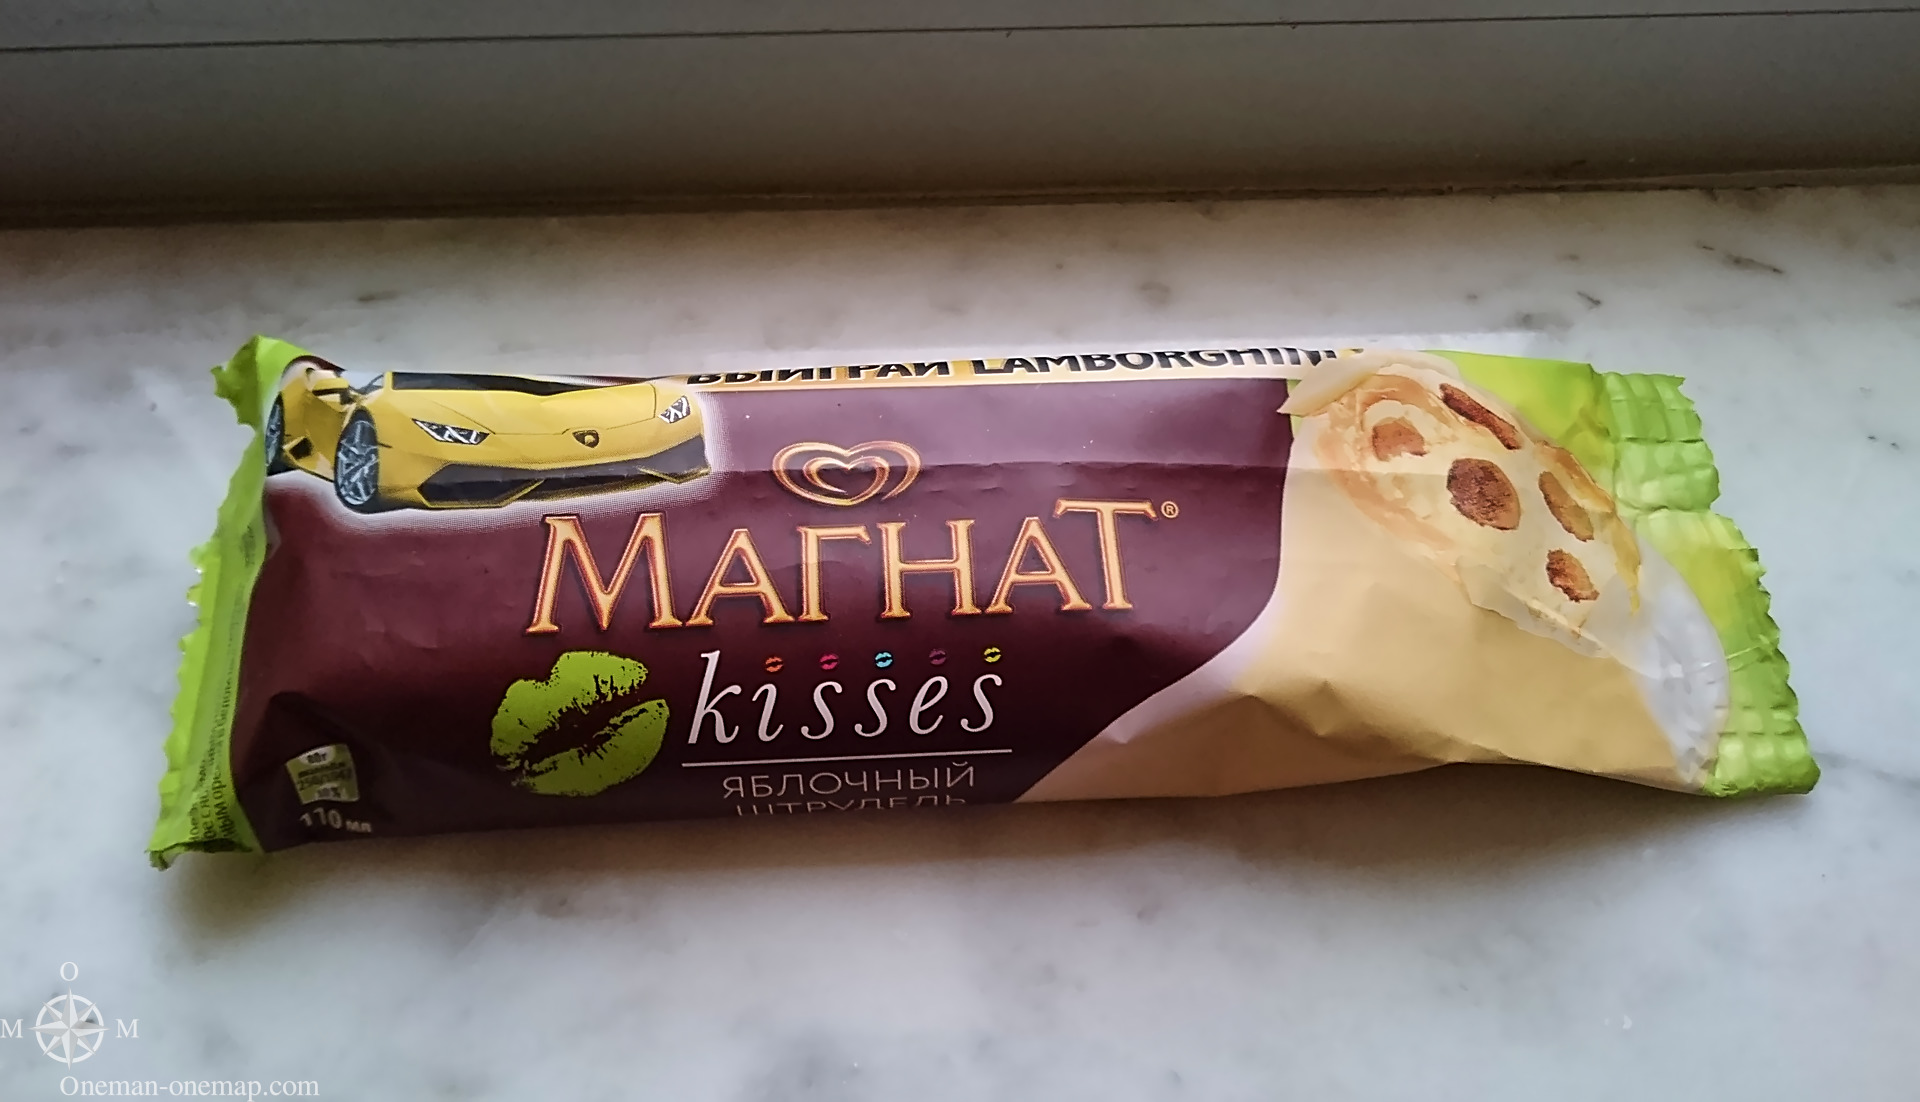 ВЫИГРАЙ LAMBORGHINI
МАГНАТ®
kisses
ЯБЛОЧНЫЙ
ШТРУДЕЛЬ
110 мл
O
M M
Oneman-onemap.com